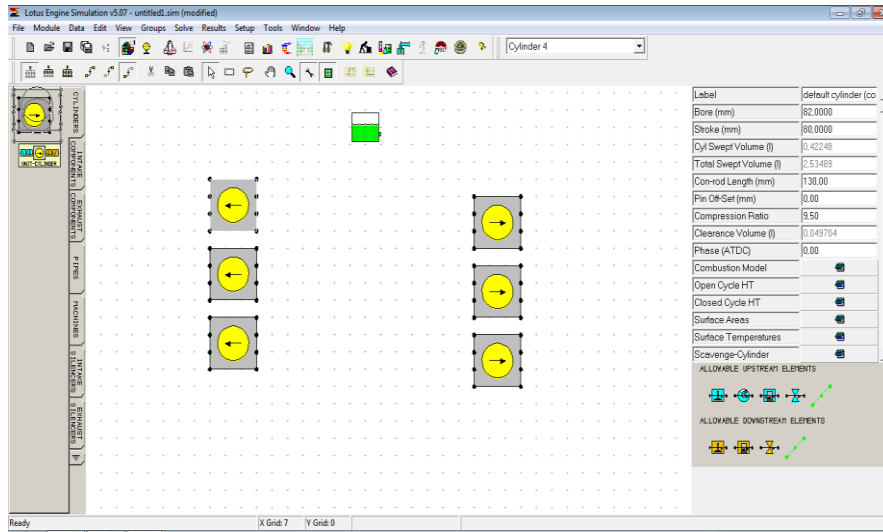 Lotus Engine Simulation v5.07 - untitled1.sim (modified)
File Module Data Edit View Groups Solve Results Setup Tools Window Help
Cylinder 4
CYLINDERS
INTAKE COMPONENTS
EXHAUST COMPONENTS
PIPES
MACHINES
INTAKE SILENCERS
EXHAUST SILENCERS
UNIT-CYLINDER
Label default cylinder (co
Bore (mm) 82,0000
Stroke (mm) 80,0000
Cyl Swept Volume (l) 0,42248
Total Swept Volume (l) 2,53489
Con-rod Length (mm) 130,00
Pin Off-Set (mm) 0,00
Compression Ratio 9,50
Clearance Volume (l) 0,049704
Phase (ATDC) 0,00
Combustion Model
Open Cycle HT
Closed Cycle HT
Surface Areas
Surface Temperatures
Scavenge-Cylinder
ALLOWABLE UPSTREAM ELEMENTS
ALLOWABLE DOWNSTREAM ELEMENTS
Ready X Grid: 7 Y Grid: 0